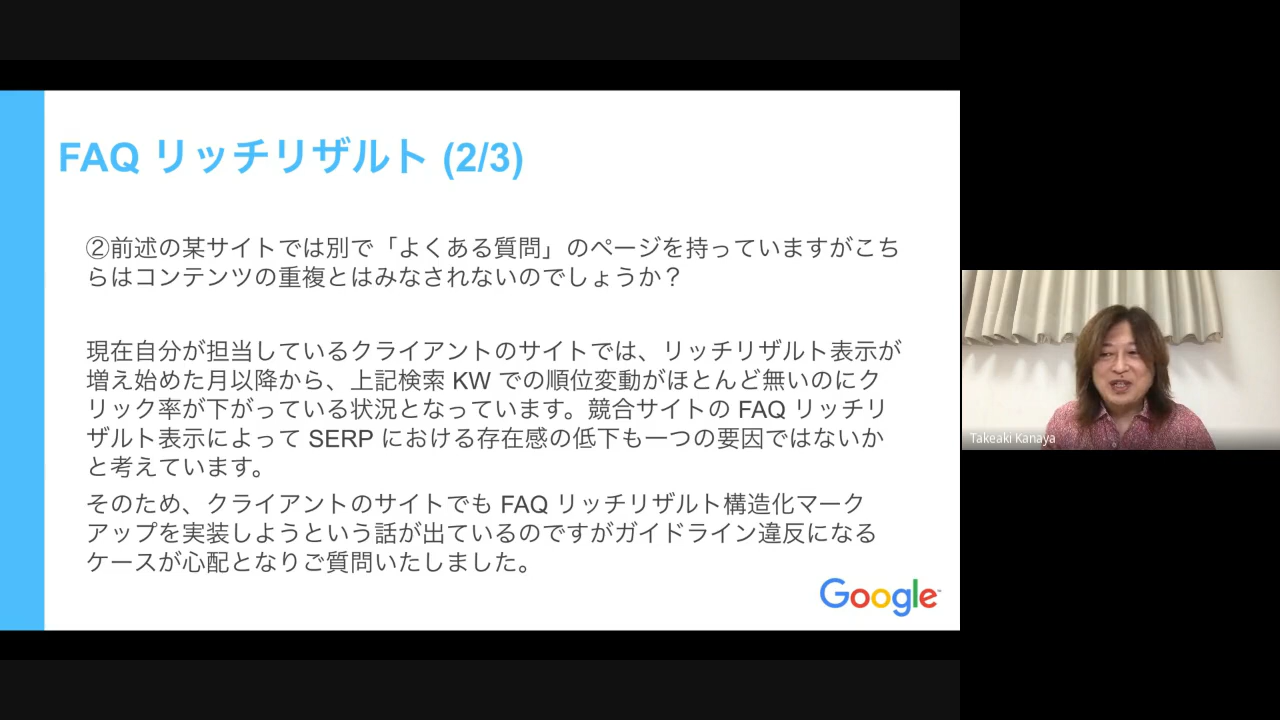 FAQ リッチリザルト (2/3)
②前述の某サイトでは別で「よくある質問」のページを持っていますがこち
らはコンテンツの重複とはみなされないのでしょうか？
現在自分が担当しているクライアントのサイトでは、リッチリザルト表示が
増え始めた月以降から、上記検索 KW での順位変動がほとんど無いのにク
リック率が下がっている状況となっています。競合サイトの FAQ リッチリ
ザルト表示によって SERP における存在感の低下も一つの要因ではないか
と考えています。
そのため、クライアントのサイトでも FAQ リッチリザルト構造化マーク
アップを実装しようという話が出ているのですがガイドライン違反になる
ケースが心配となりご質問いたしました。
Google
Takeaki Kanaya